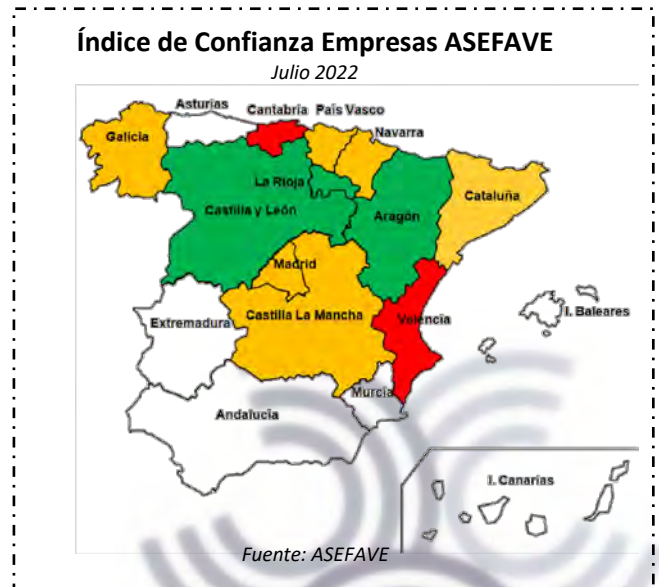 Índice de Confianza Empresas ASEFAVE
Julio 2022
Asturias Cantabria País Vasco
Galicia Navarra
La Rioja
Castilla y León Aragón Cataluña
Madrid
Extremadura Castilla La Mancha Valencia I. Baleares
Murcia
Andalucía
I. Canarias
Fuente: ASEFAVE